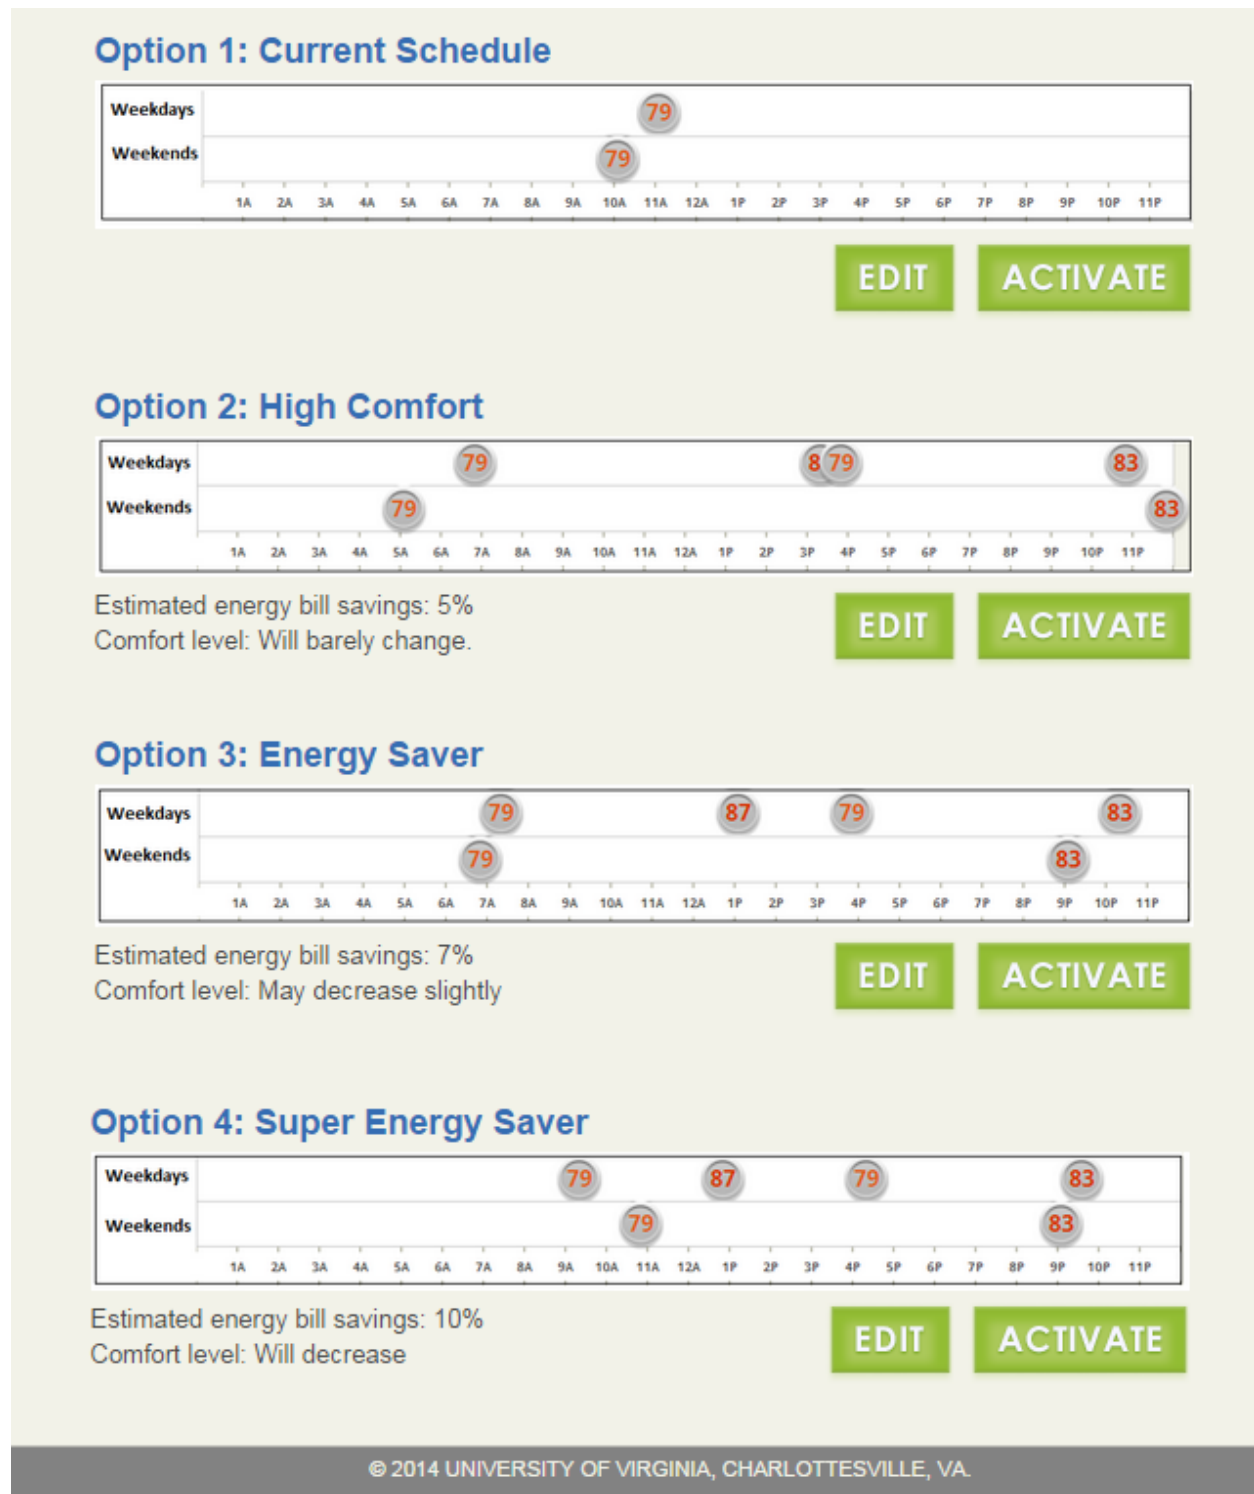 Option 1: Current Schedule
Weekdays 79
Weekends 79
1A 2A 3A 4A 5A 6A 7A 8A 9A 10A 11A 12A 1P 2P 3P 4P 5P 6P 7P 8P 9P 10P 11P
EDIT ACTIVATE
Option 2: High Comfort
Weekdays 79 8 79 83
Weekends 79 83
1A 2A 3A 4A 5A 6A 7A 8A 9A 10A 11A 12A 1P 2P 3P 4P 5P 6P 7P 8P 9P 10P 11P
Estimated energy bill savings: 5%
Comfort level: Will barely change.
EDIT ACTIVATE
Option 3: Energy Saver
Weekdays 79 87 79 83
Weekends 79 83
1A 2A 3A 4A 5A 6A 7A 8A 9A 10A 11A 12A 1P 2P 3P 4P 5P 6P 7P 8P 9P 10P 11P
Estimated energy bill savings: 7%
Comfort level: May decrease slightly
EDIT ACTIVATE
Option 4: Super Energy Saver
Weekdays 79 87 79 83
Weekends 79 83
1A 2A 3A 4A 5A 6A 7A 8A 9A 10A 11A 12A 1P 2P 3P 4P 5P 6P 7P 8P 9P 10P 11P
Estimated energy bill savings: 10%
Comfort level: Will decrease
EDIT ACTIVATE
© 2014 UNIVERSITY OF VIRGINIA, CHARLOTTESVILLE, VA.